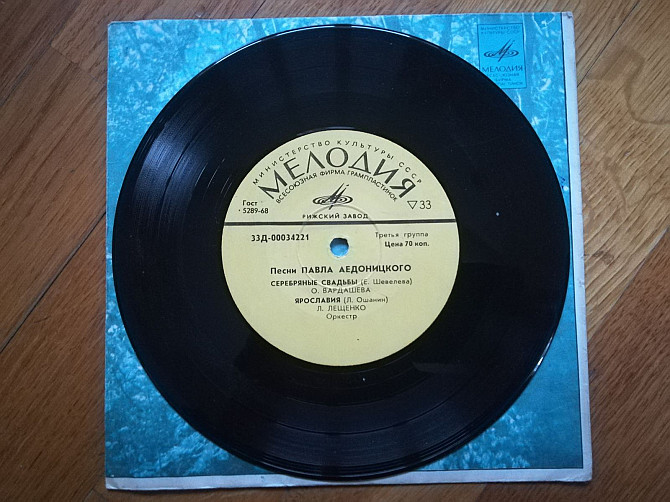 МИНИСТЕРСТВО КУЛЬТУРЫ СССР
МЕЛОДИЯ
ВСЕСОЮЗНАЯ ФИРМА ГРАМПЛАСТИНОК
Гост
5289-68
▽33
РИЖСКИЙ ЗАВОД
33Д-00034221
Третья группа
Цена 70 коп.
Песни ПАВЛА АЕДОНИЦКОГО
СЕРЕБРЯНЫЕ СВАДЬБЫ (Е. Шевелева)
О. ВАРДАШЕВА
ЯРОСЛАВИЯ (Л. Ошанин)
Л. ЛЕЩЕНКО
Оркестр
МИНИСТЕРСТВО
МЕЛОДИЯ